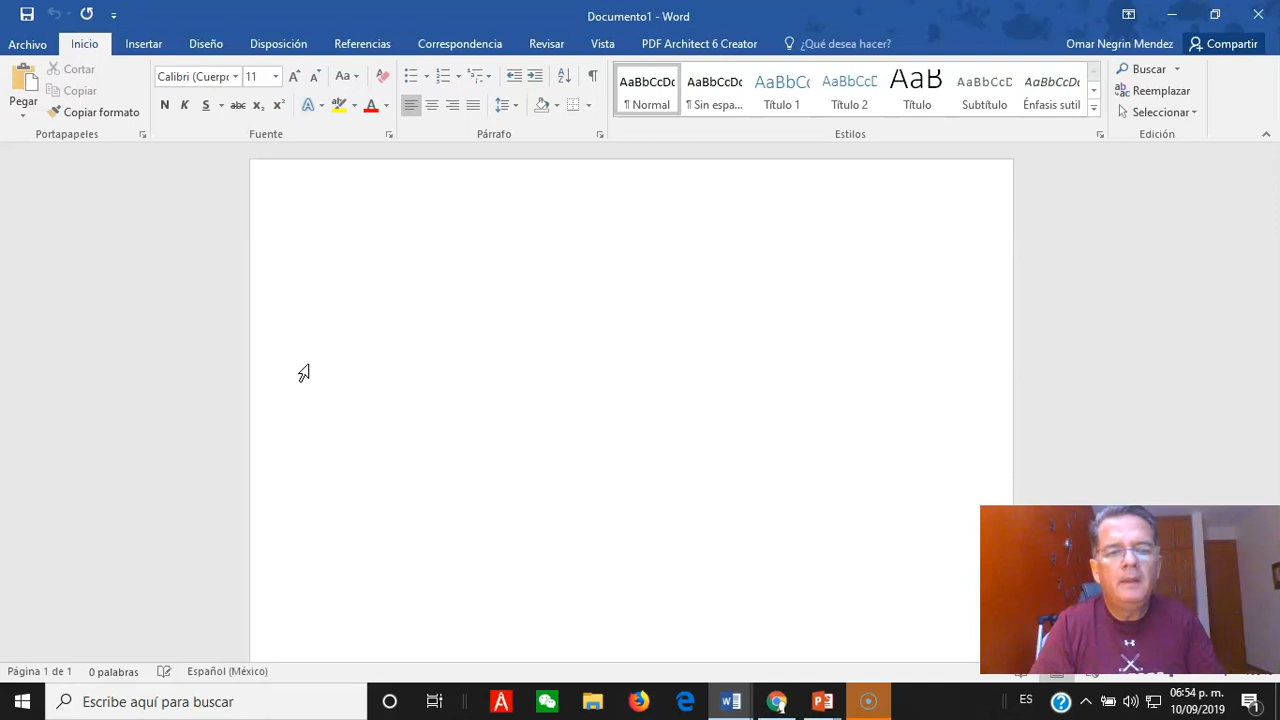 Documento1 - Word
Archivo Inicio Insertar Diseño Disposición Referencias Correspondencia Revisar Vista PDF Architect 6 Creator ¿Qué desea hacer? Omar Negrin Mendez Compartir
Pegar
Cortar
Copiar
Copiar formato
Portapapeles
Calibri (Cuerpo 11
N K S abc x₂ x²
Fuente
Párrafo
AaBbCcDc AaBbCcDc AaBbCc AaBbCcD AaB AaBbCcD AaBbCcDc
¶ Normal ¶ Sin espa... Título 1 Título 2 Título Subtítulo Énfasis sutil
Estilos
Buscar
Reemplazar
Seleccionar
Edición
Página 1 de 1 0 palabras Español (México)
Escribe aquí para buscar
ES
06:54 p. m.
10/09/2019